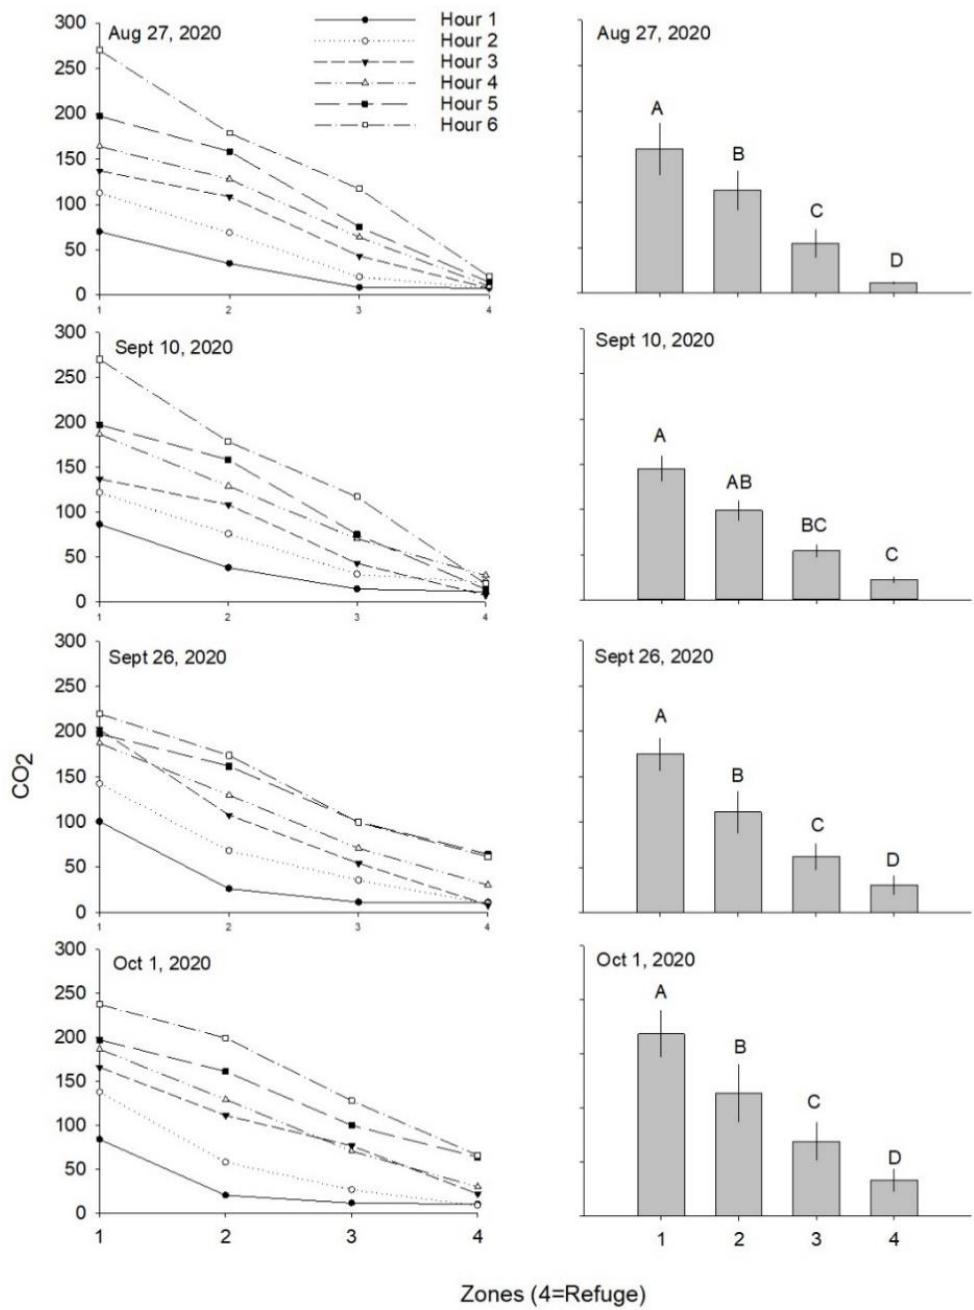 300
250
200
150
100
50
0
Aug 27, 2020
Hour 1
Hour 2
Hour 3
Hour 4
Hour 5
Hour 6
1 2 3 4
Aug 27, 2020
A
B
C
D
300
250
200
150
100
50
0
Sept 10, 2020
1 2 3 4
Sept 10, 2020
A
AB
BC
C
300
250
200
150
100
50
0
Sept 26, 2020
1 2 3 4
Sept 26, 2020
A
B
C
D
CO2
300
250
200
150
100
50
0
Oct 1, 2020
1 2 3 4
Oct 1, 2020
A
B
C
D
1 2 3 4
Zones (4=Refuge)